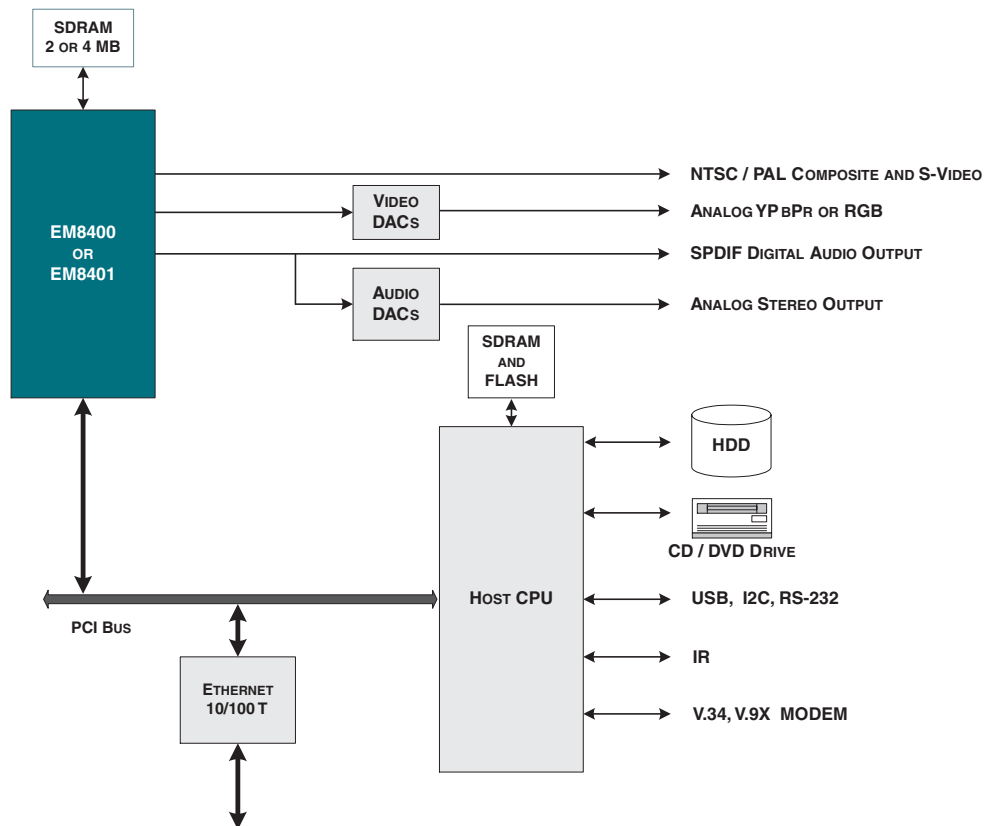 SDRAM
2 OR 4 MB
NTSC / PAL COMPOSITE AND S-VIDEO
VIDEO
DACS
ANALOG YPBPR OR RGB
EM8400
OR
EM8401
SPDIF DIGITAL AUDIO OUTPUT
AUDIO
DACS
ANALOG STEREO OUTPUT
SDRAM
AND
FLASH
HDD
CD / DVD DRIVE
HOST CPU
USB, I2C, RS-232
PCI BUS
IR
ETHERNET
10/100 T
V.34, V.9X MODEM